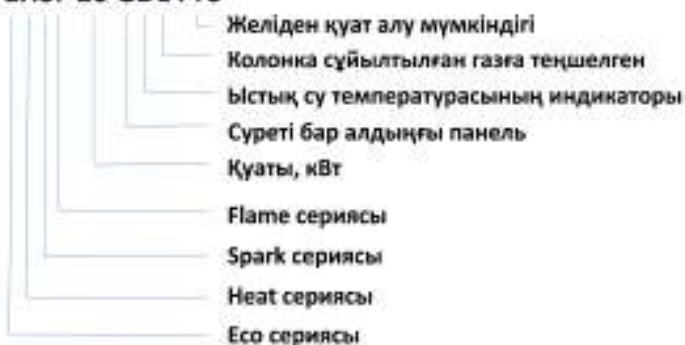 Желіден қуат алу мүмкіндігі
Колонка сұйылтылған газға теңшелген
Ыстық су температурасының индикаторы
Суреті бар алдыңғы панель
Қуаты, кВт
Flame сериясы
Spark сериясы
Heat сериясы
Eco сериясы